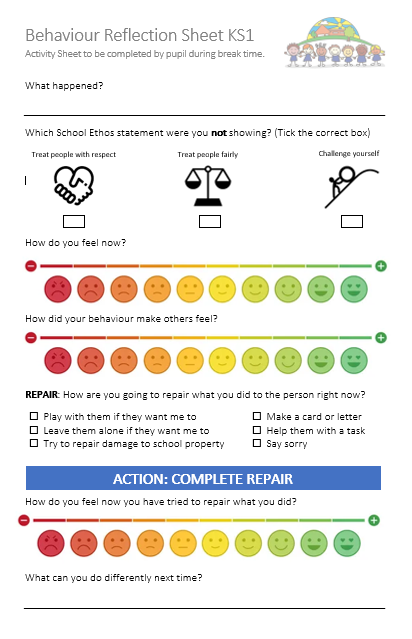 Behaviour Reflection Sheet KS1
Activity Sheet to be completed by pupil during break time.
What happened?
Which School Ethos statement were you not showing? (Tick the correct box)
Treat people with respect
Treat people fairly
Challenge yourself
How do you feel now?
How did your behaviour make others feel?
REPAIR: How are you going to repair what you did to the person right now?
Play with them if they want me to
Make a card or letter
Leave them alone if they want me to
Help them with a task
Try to repair damage to school property
Say sorry
ACTION: COMPLETE REPAIR
How do you feel now you have tried to repair what you did?
What can you do differently next time?